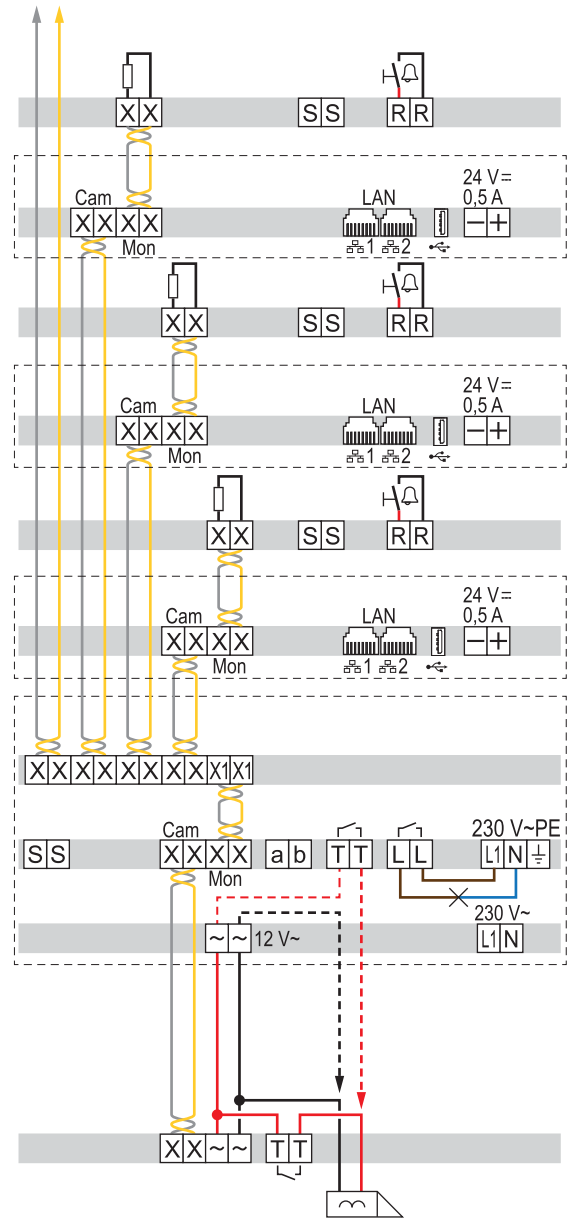 X X S S R R
24 V⎓
Cam LAN 0,5 A
X X X X − +
Mon 1 2
X X S S R R
24 V⎓
Cam LAN 0,5 A
X X X X − +
Mon 1 2
X X S S R R
24 V⎓
Cam LAN 0,5 A
X X X X − +
Mon 1 2
X X X X X X X X X1 X1
Cam 230 V~PE
S S X X X X a b T T L L L1 N ⏚
Mon
230 V~
~ ~ 12 V~ L1 N
X X ~ ~ T T